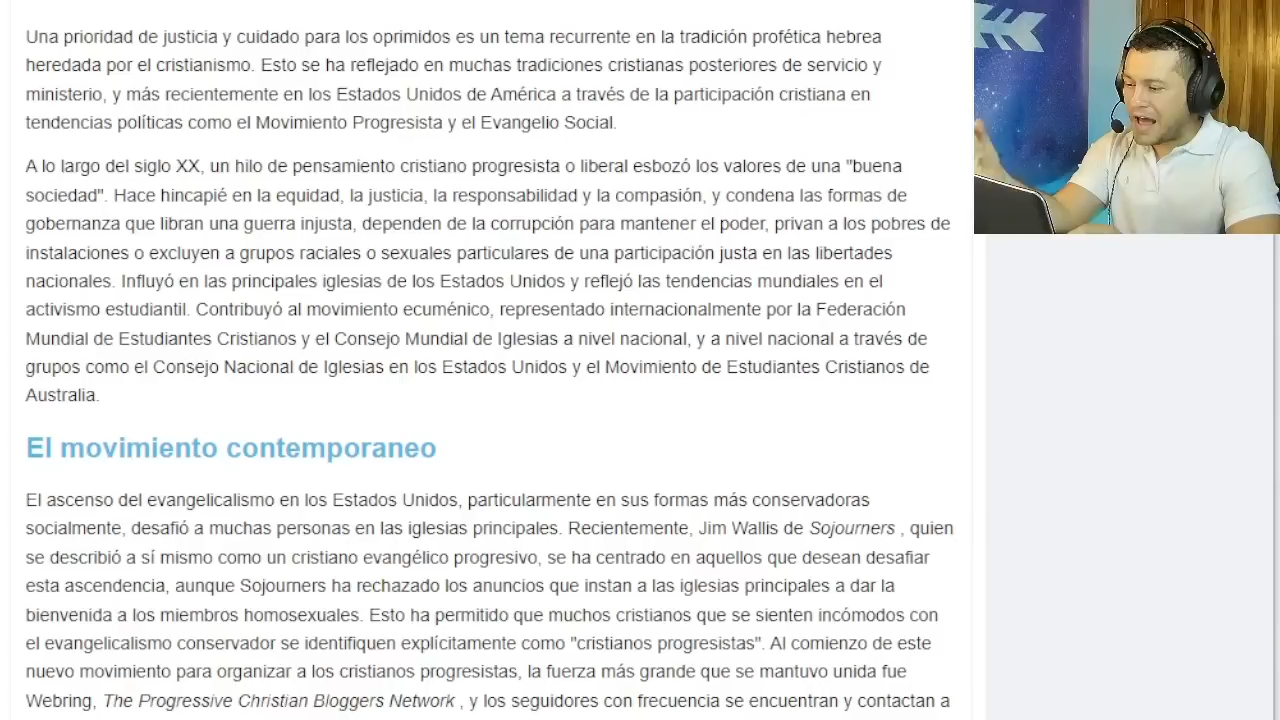 Una prioridad de justicia y cuidado para los oprimidos es un tema recurrente en la tradición profética hebrea
heredada por el cristianismo. Esto se ha reflejado en muchas tradiciones cristianas posteriores de servicio y
ministerio, y más recientemente en los Estados Unidos de América a través de la participación cristiana en
tendencias políticas como el Movimiento Progresista y el Evangelio Social.
A lo largo del siglo XX, un hilo de pensamiento cristiano progresista o liberal esbozó los valores de una "buena
sociedad". Hace hincapié en la equidad, la justicia, la responsabilidad y la compasión, y condena las formas de
gobernanza que libran una guerra injusta, dependen de la corrupción para mantener el poder, privan a los pobres de
instalaciones o excluyen a grupos raciales o sexuales particulares de una participación justa en las libertades
nacionales. Influyó en las principales iglesias de los Estados Unidos y reflejó las tendencias mundiales en el
activismo estudiantil. Contribuyó al movimiento ecuménico, representado internacionalmente por la Federación
Mundial de Estudiantes Cristianos y el Consejo Mundial de Iglesias a nivel nacional, y a nivel nacional a través de
grupos como el Consejo Nacional de Iglesias en los Estados Unidos y el Movimiento de Estudiantes Cristianos de
Australia.
El movimiento contemporaneo
El ascenso del evangelicalismo en los Estados Unidos, particularmente en sus formas más conservadoras
socialmente, desafió a muchas personas en las iglesias principales. Recientemente, Jim Wallis de Sojourners , quien
se describió a sí mismo como un cristiano evangélico progresivo, se ha centrado en aquellos que desean desafiar
esta ascendencia, aunque Sojourners ha rechazado los anuncios que instan a las iglesias principales a dar la
bienvenida a los miembros homosexuales. Esto ha permitido que muchos cristianos que se sienten incómodos con
el evangelicalismo conservador se identifiquen explícitamente como "cristianos progresistas". Al comienzo de este
nuevo movimiento para organizar a los cristianos progresistas, la fuerza más grande que se mantuvo unida fue
Webring, The Progressive Christian Bloggers Network , y los seguidores con frecuencia se encuentran y contactan a